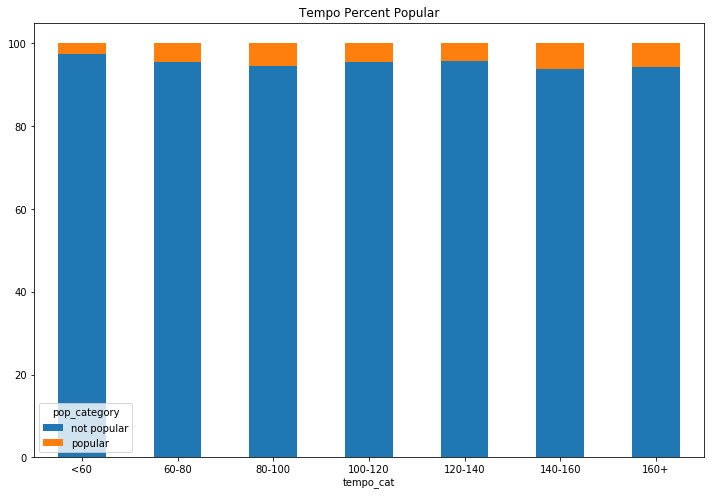 Tempo Percent Popular
100
80
60
40
20
0
pop_category
not popular
popular
<60 60-80 80-100 100-120 120-140 140-160 160+
tempo_cat